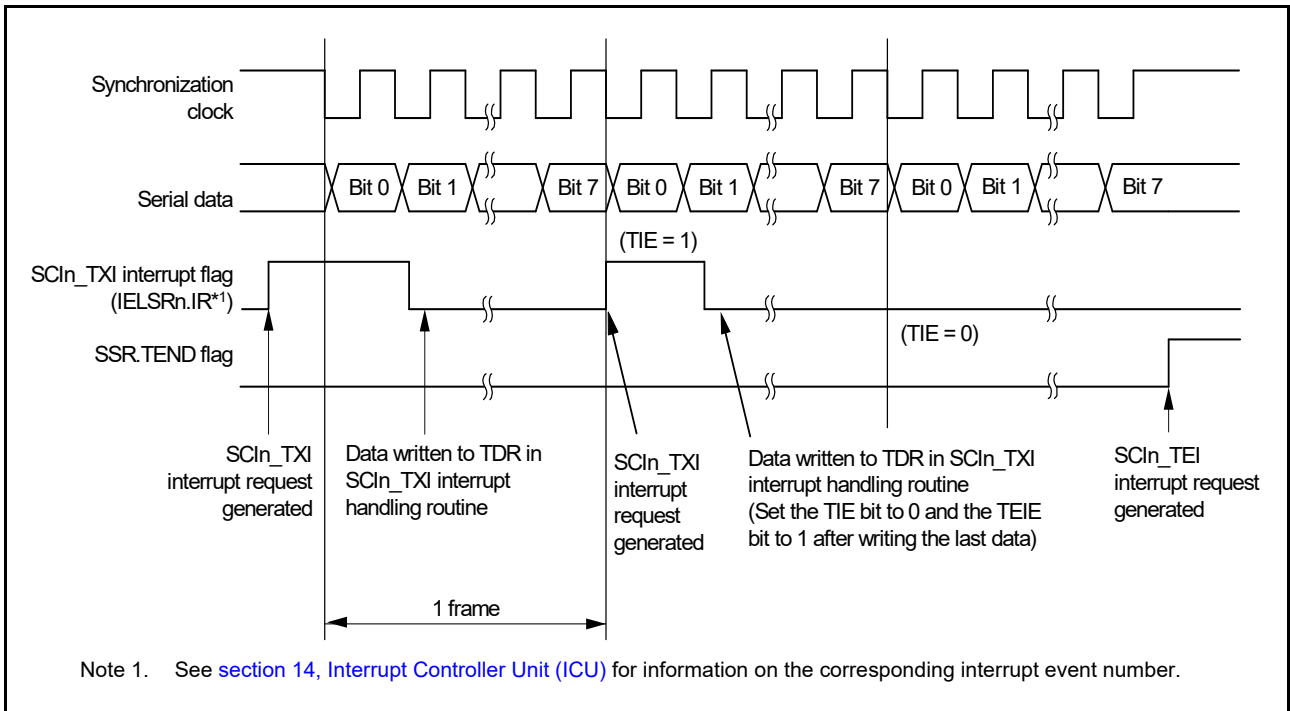 Synchronization
clock
Serial data
Bit 0 Bit 1 Bit 7 Bit 0 Bit 1 Bit 7 Bit 0 Bit 1 Bit 7
(TIE = 1)
SCIn_TXI interrupt flag
(IELSRn.IR*1)
(TIE = 0)
SSR.TEND flag
SCIn_TXI
interrupt request
generated
Data written to TDR in
SCIn_TXI interrupt
handling routine
SCIn_TXI
interrupt
request
generated
Data written to TDR in SCIn_TXI
interrupt handling routine
(Set the TIE bit to 0 and the TEIE
bit to 1 after writing the last data)
SCIn_TEI
interrupt request
generated
1 frame
Note 1. See section 14, Interrupt Controller Unit (ICU) for information on the corresponding interrupt event number.